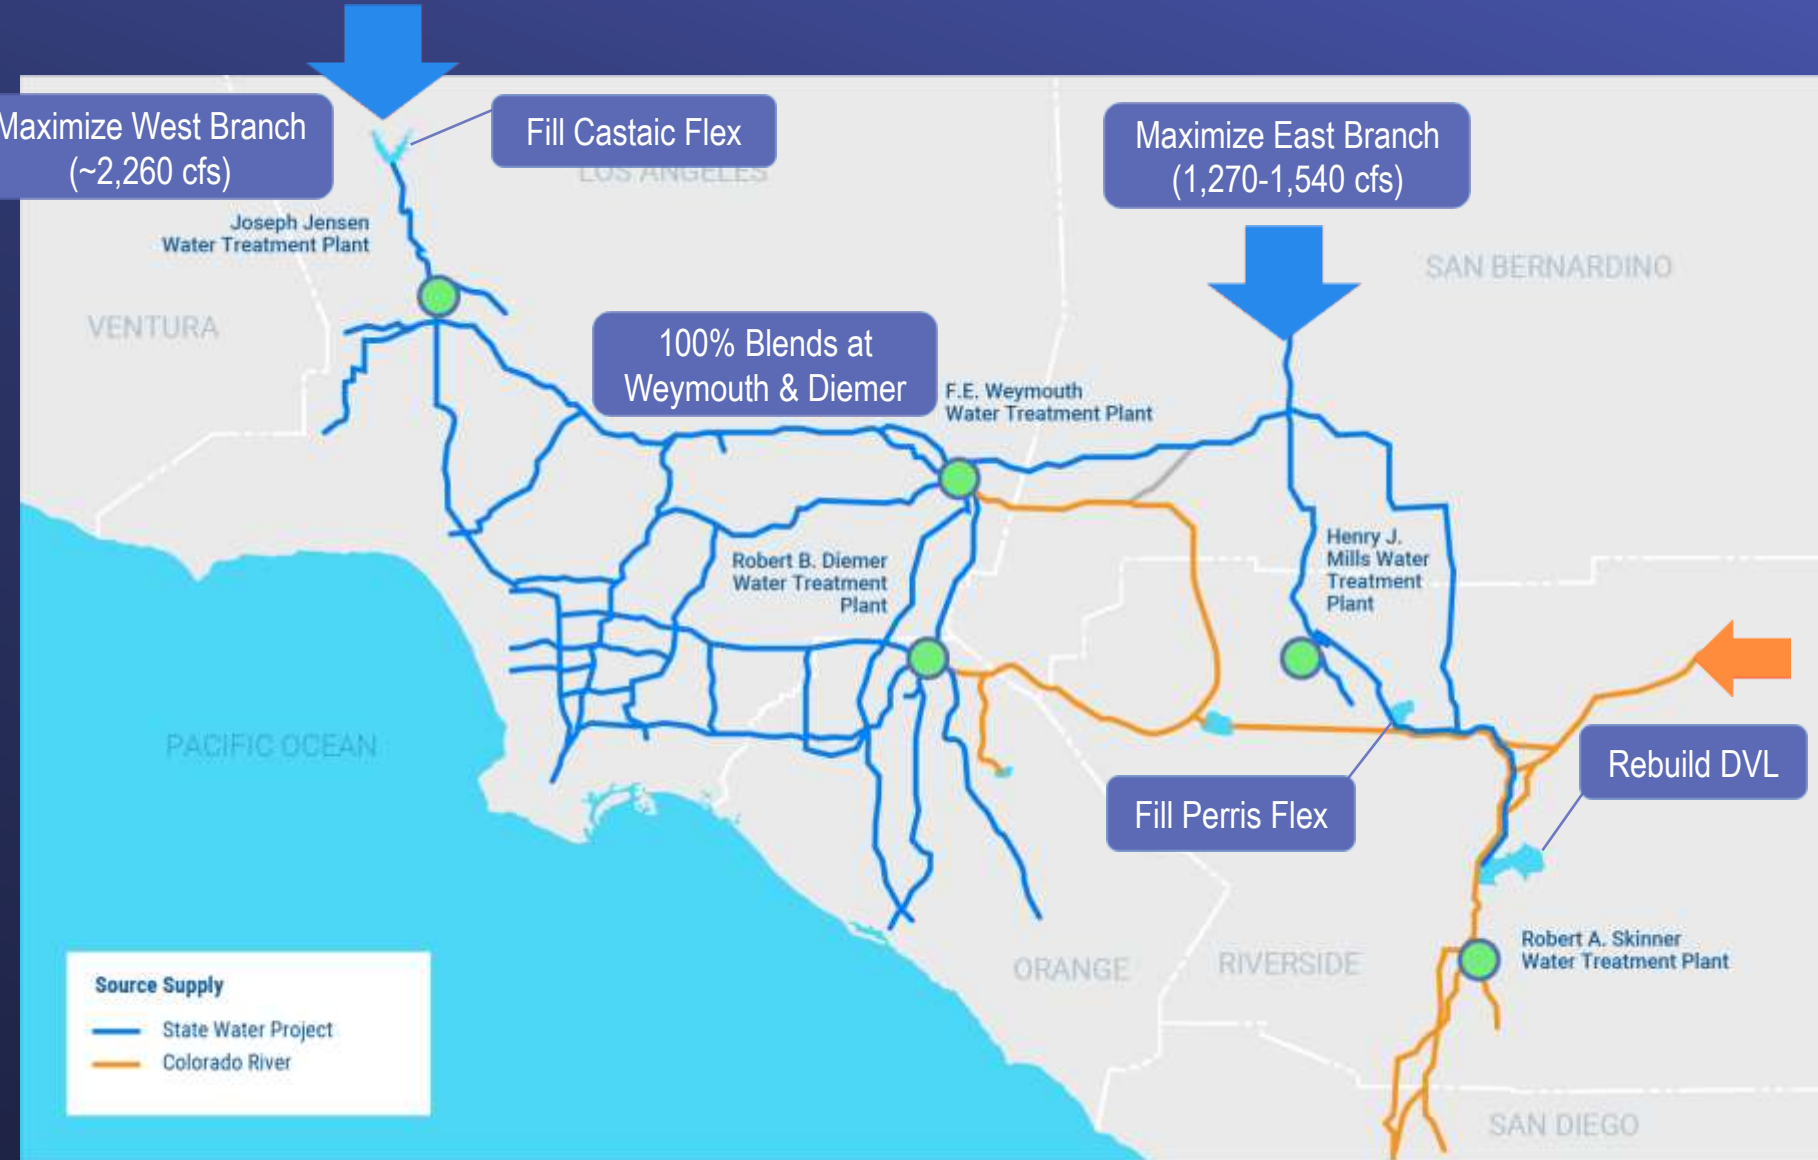 Maximize West Branch
(~2,260 cfs)
Fill Castaic Flex
LOS ANGELES
Maximize East Branch
(1,270-1,540 cfs)
Joseph Jensen
Water Treatment Plant
SAN BERNARDINO
VENTURA
100% Blends at
Weymouth & Diemer
F.E. Weymouth
Water Treatment Plant
Robert B. Diemer
Water Treatment
Plant
Henry J.
Mills Water
Treatment
Plant
PACIFIC OCEAN
Rebuild DVL
Fill Perris Flex
Robert A. Skinner
Water Treatment Plant
ORANGE
RIVERSIDE
SAN DIEGO
Source Supply
State Water Project
Colorado River